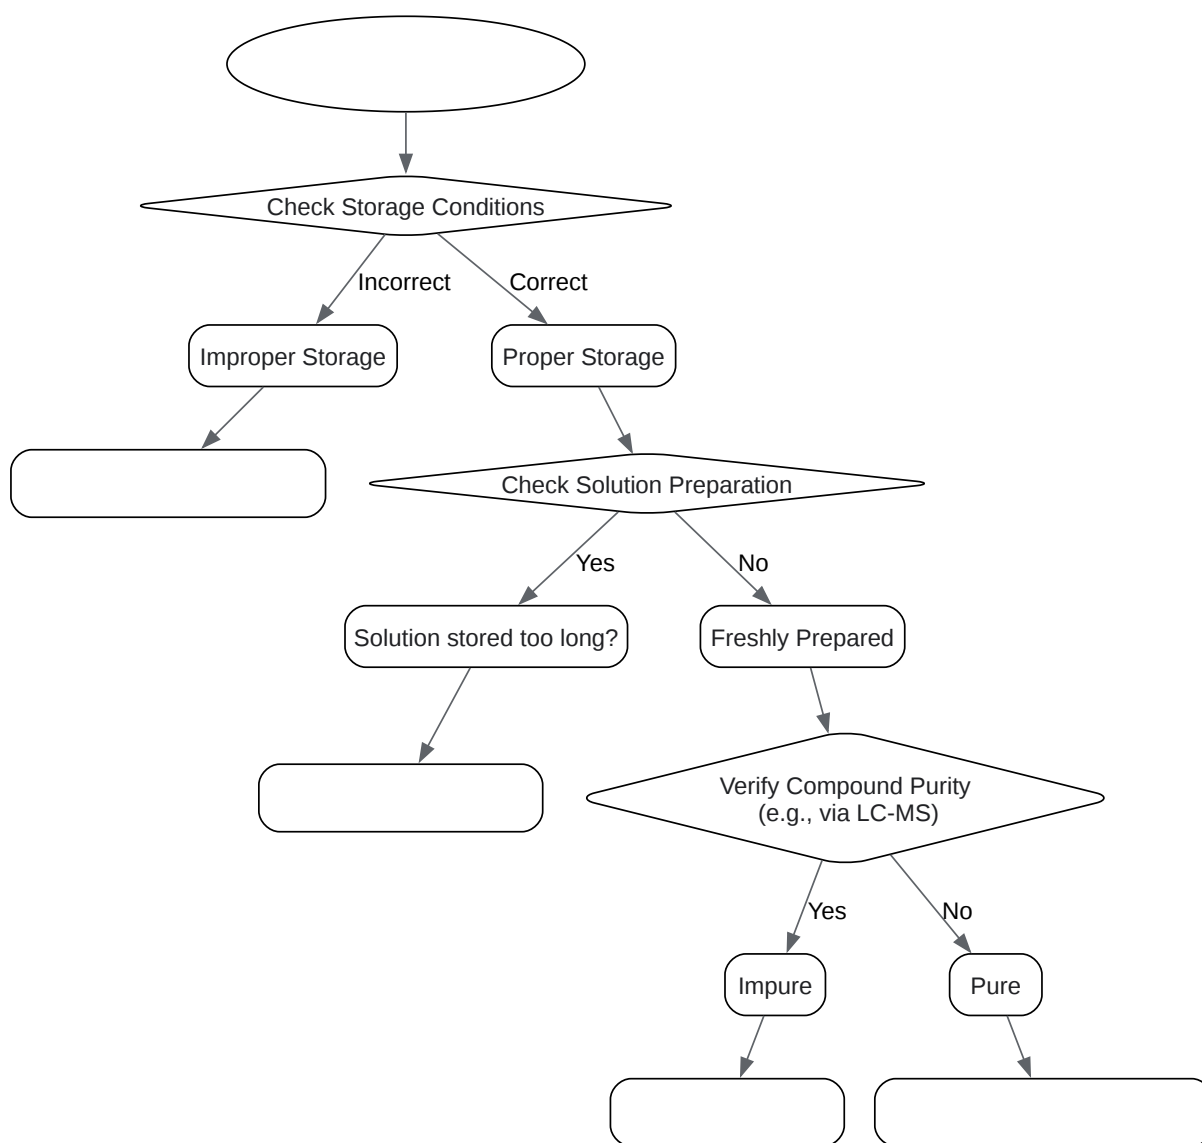 Check Storage Conditions
Incorrect
Correct
Improper Storage
Proper Storage
Check Solution Preparation
Yes
No
Solution stored too long?
Freshly Prepared
Verify Compound Purity
(e.g., via LC-MS)
Yes
No
Impure
Pure